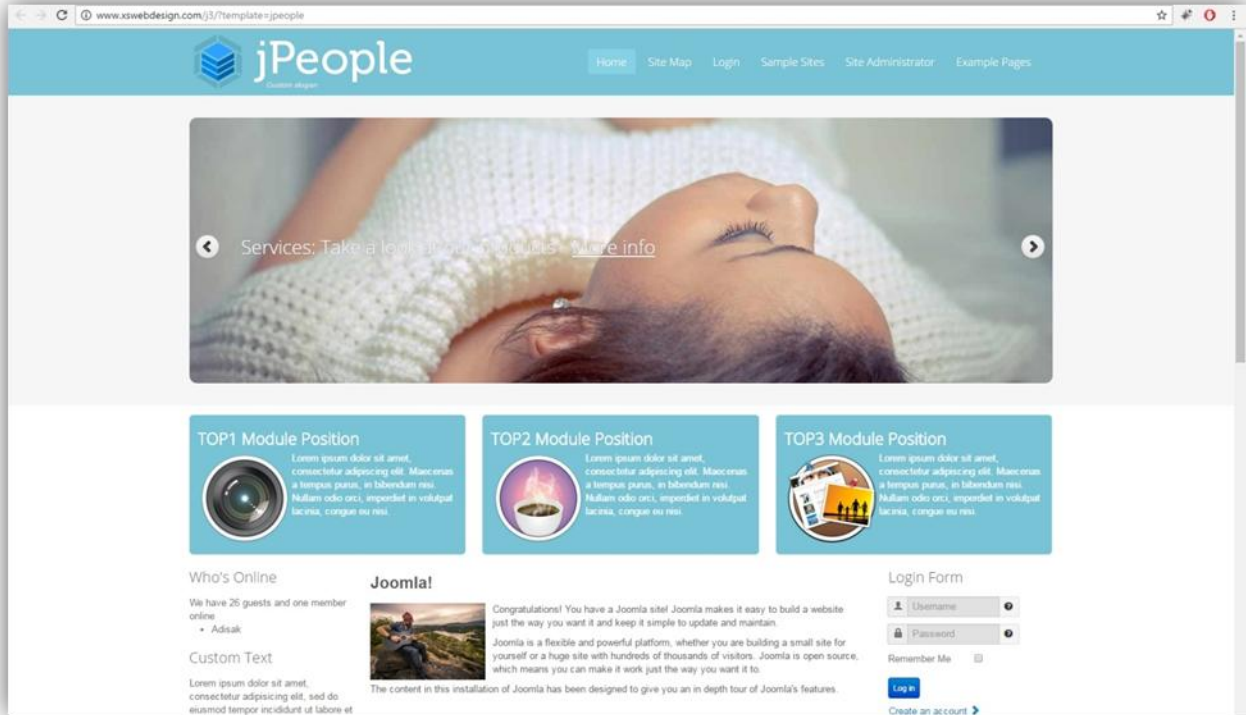 www.xswebdesign.com/j3/?template=jpeople
jPeople
Custom slogan
Home Site Map Login Sample Sites Site Administrator Example Pages
Services: Take a look at our products - More info
TOP1 Module Position
Lorem ipsum dolor sit amet,
consectetur adipiscing elit. Maecenas
a tempus purus, in bibendum nisi.
Nullam odio orci, imperdiet in volutpat
lacinia, congue eu nisi.
TOP2 Module Position
Lorem ipsum dolor sit amet,
consectetur adipiscing elit. Maecenas
a tempus purus, in bibendum nisi.
Nullam odio orci, imperdiet in volutpat
lacinia, congue eu nisi.
TOP3 Module Position
Lorem ipsum dolor sit amet,
consectetur adipiscing elit. Maecenas
a tempus purus, in bibendum nisi.
Nullam odio orci, imperdiet in volutpat
lacinia, congue eu nisi.
Who's Online
We have 26 guests and one member
online
Adisak
Custom Text
Lorem ipsum dolor sit amet,
consectetur adipisicing elit, sed do
eiusmod tempor incididunt ut labore et
Joomla!
Congratulations! You have a Joomla site! Joomla makes it easy to build a website
just the way you want it and keep it simple to update and maintain.
Joomla is a flexible and powerful platform, whether you are building a small site for
yourself or a huge site with hundreds of thousands of visitors. Joomla is open source,
which means you can make it work just the way you want it to.
The content in this installation of Joomla has been designed to give you an in depth tour of Joomla's features.
Login Form
Username
Password
Remember Me
Log in
Create an account